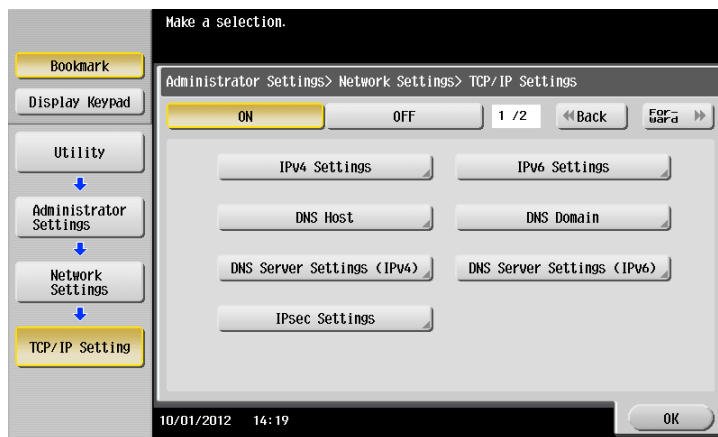 Make a selection.
Bookmark
Display Keypad
Utility
Administrator
Settings
Network
Settings
TCP/IP Setting
Administrator Settings> Network Settings> TCP/IP Settings
ON
OFF
1 /2
Back
For-
ward
IPv4 Settings
IPv6 Settings
DNS Host
DNS Domain
DNS Server Settings (IPv4)
DNS Server Settings (IPv6)
IPsec Settings
10/01/2012 14:19
OK